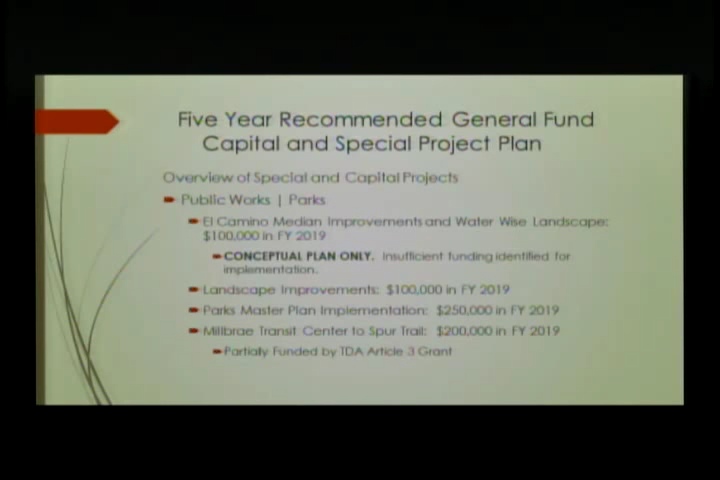 Five Year Recommended General Fund
Capital and Special Project Plan
Overview of Special and Capital Projects
Public Works | Parks
El Camino Median Improvements and Water Wise Landscape:
$100,000 in FY 2019
CONCEPTUAL PLAN ONLY. Insufficient funding identified for
implementation.
Landscape Improvements: $100,000 in FY 2019
Parks Master Plan Implementation: $250,000 in FY 2019
Millbrae Transit Center to Spur Trail: $200,000 in FY 2019
Partially Funded by TDA Article 3 Grant